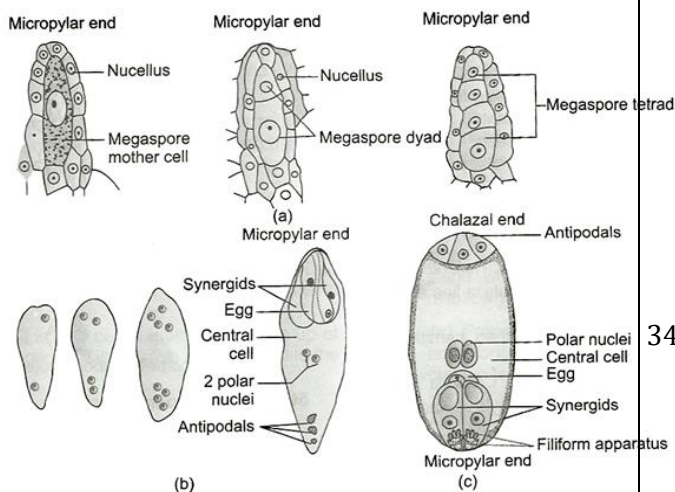 Micropylar end
Micropylar end
Micropylar end
Nucellus
Megaspore mother cell
Nucellus
Megaspore dyad
Megaspore tetrad
(a)
Micropylar end
Synergids
Egg
Central cell
2 polar nuclei
Antipodals
(b)
Chalazal end
Antipodals
Polar nuclei
Central cell
Egg
Synergids
Filiform apparatus
Micropylar end
(c)
34